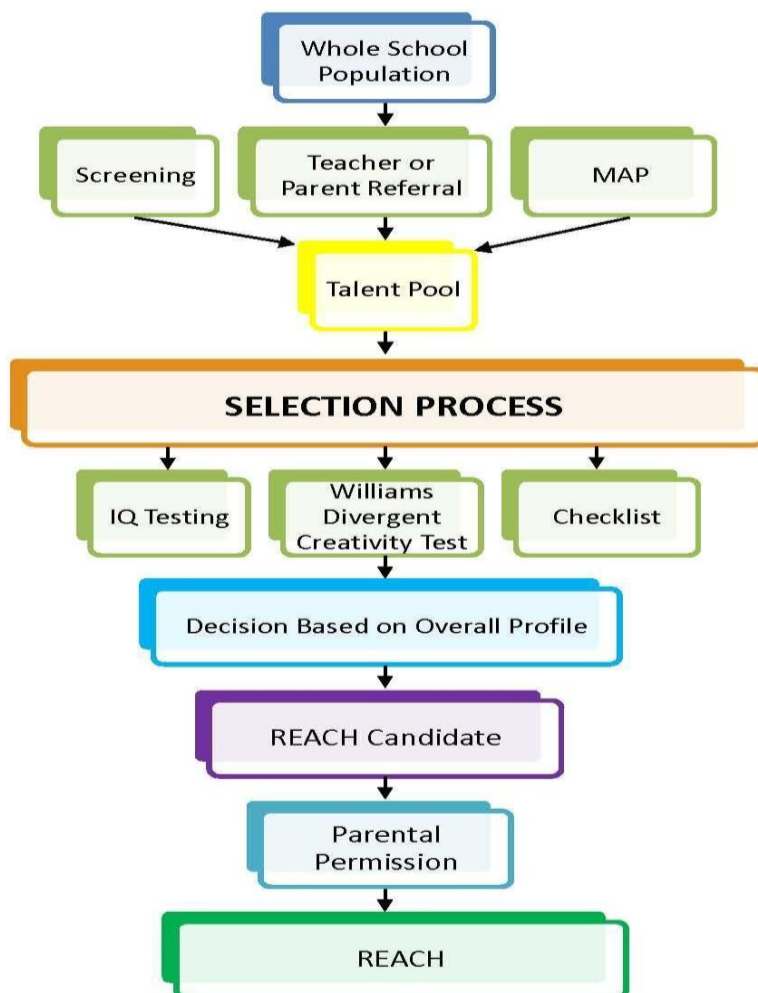 Whole School
Population
Screening
Teacher or
Parent Referral
MAP
Talent Pool
SELECTION PROCESS
IQ Testing
Williams
Divergent
Creativity Test
Checklist
Decision Based on Overall Profile
REACH Candidate
Parental
Permission
REACH